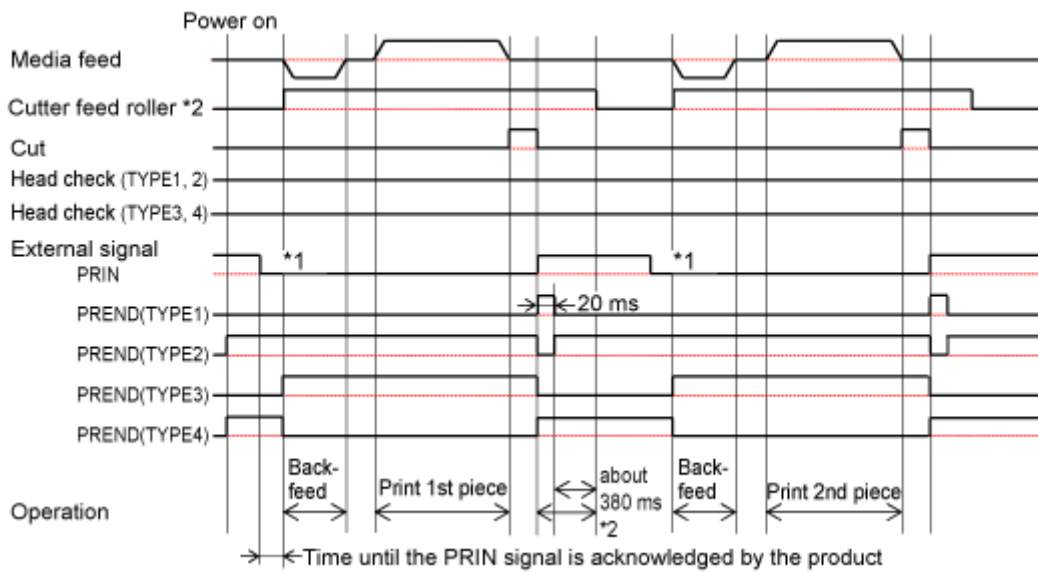 Power on
Media feed
Cutter feed roller *2
Cut
Head check (TYPE1, 2)
Head check (TYPE3, 4)
External signal
PRIN
*1
*1
20 ms
PREND(TYPE1)
PREND(TYPE2)
PREND(TYPE3)
PREND(TYPE4)
Operation
Back-
feed
Print 1st piece
about
380 ms
*2
Back-
feed
Print 2nd piece
Time until the PRIN signal is acknowledged by the product